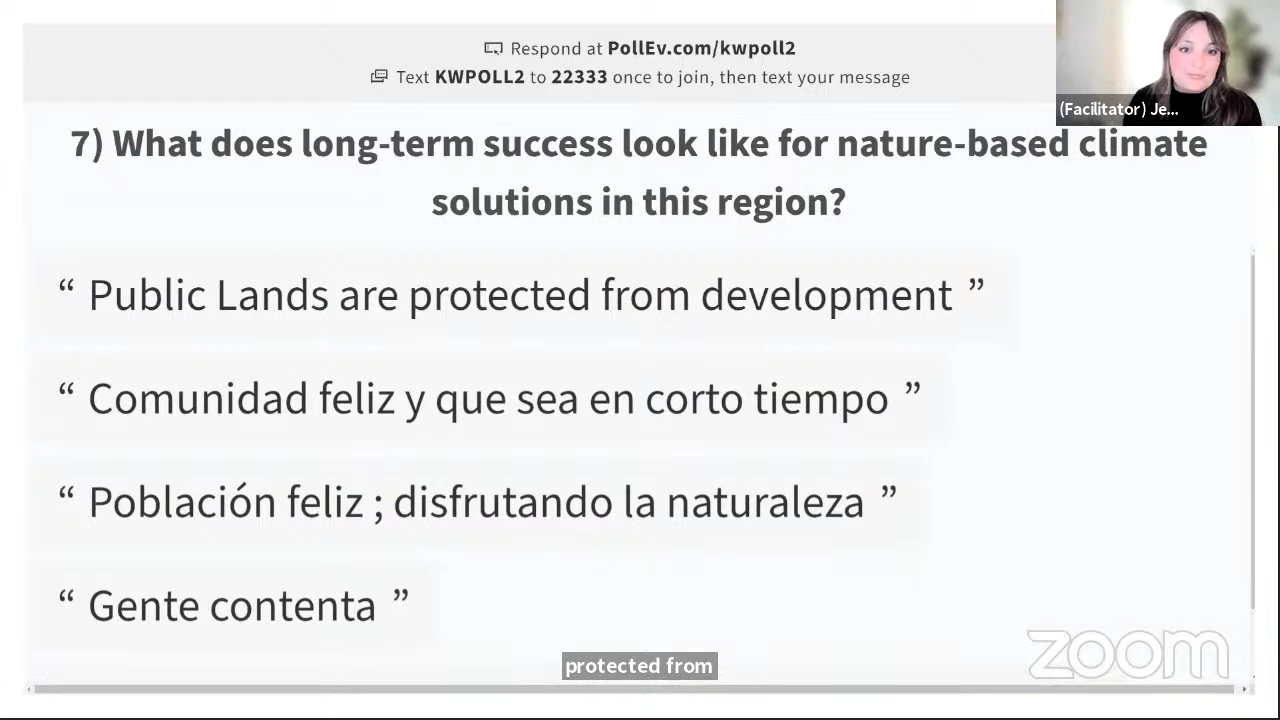 Respond at PollEv.com/kwpoll2
Text KWPOLL2 to 22333 once to join, then text your message
(Facilitator) Je...
7) What does long-term success look like for nature-based climate
solutions in this region?
“ Public Lands are protected from development ”
“ Comunidad feliz y que sea en corto tiempo ”
“ Población feliz ; disfrutando la naturaleza ”
“ Gente contenta ”
zoom
protected from